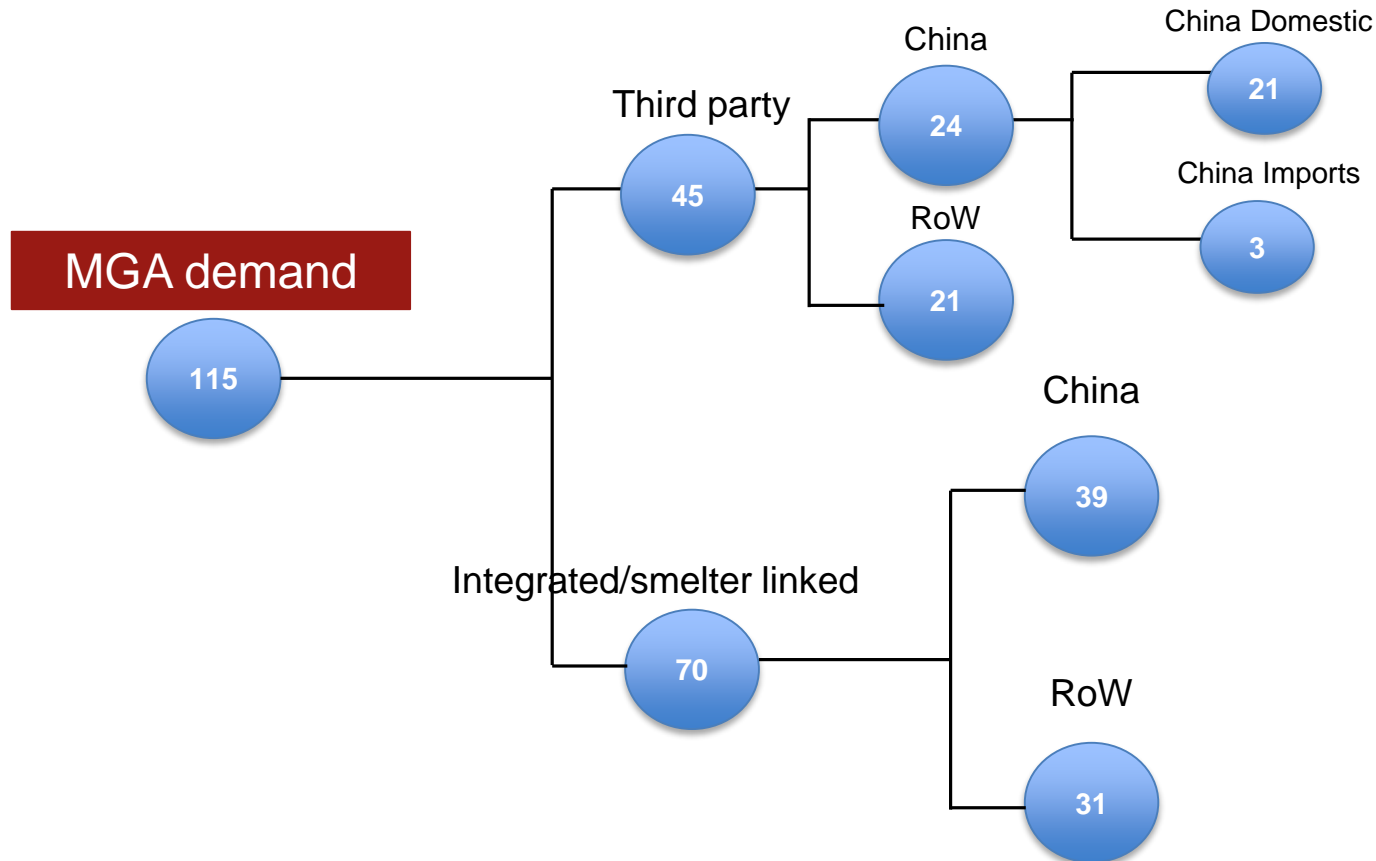 China Domestic
China
21
Third party
24
China Imports
45
RoW
3
MGA demand
21
115
China
39
Integrated/smelter linked
70
RoW
31